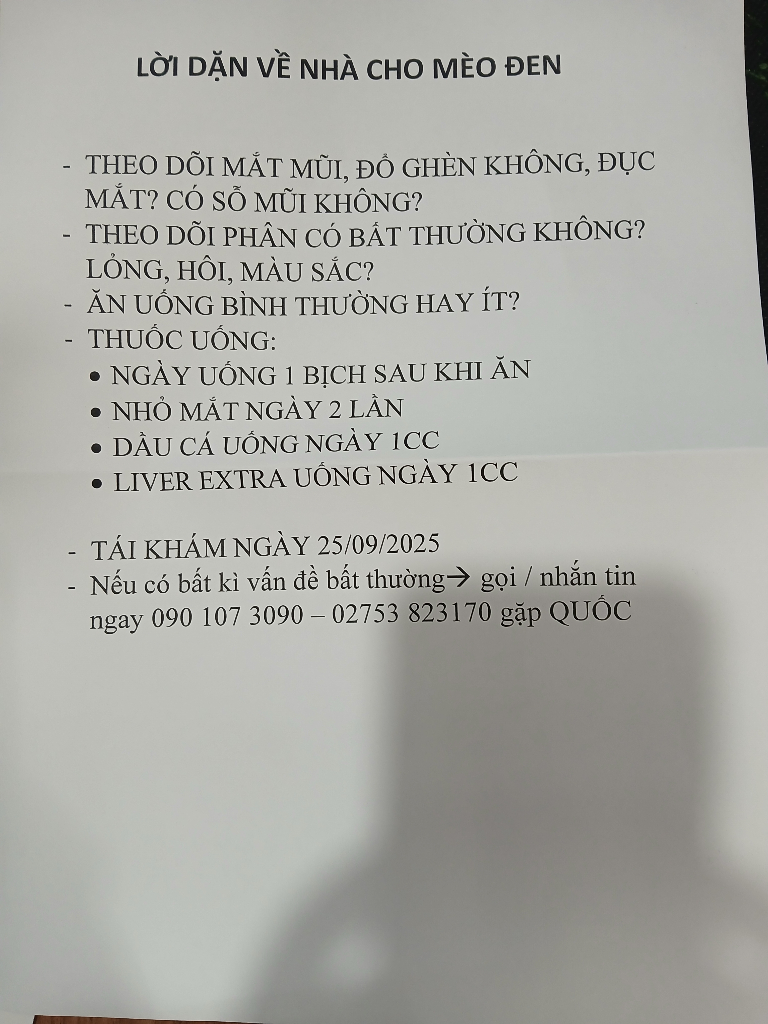 LỜI DẶN VỀ NHÀ CHO MÈO ĐEN
- THEO DÕI MẮT MŨI, ĐỔ GHÈN KHÔNG, ĐỤC
MẮT? CÓ SỖ MŨI KHÔNG?
- THEO DÕI PHÂN CÓ BẤT THƯỜNG KHÔNG?
LỎNG, HÔI, MÀU SẮC?
- ĂN UỐNG BÌNH THƯỜNG HAY ÍT?
- THUỐC UỐNG:
• NGÀY UỐNG 1 BỊCH SAU KHI ĂN
• NHỎ MẮT NGÀY 2 LẦN
• DẦU CÁ UỐNG NGÀY 1CC
• LIVER EXTRA UỐNG NGÀY 1CC
- TÁI KHÁM NGÀY 25/09/2025
- Nếu có bất kì vấn đề bất thường→ gọi / nhắn tin
ngay 090 107 3090 – 02753 823170 gặp QUỐC